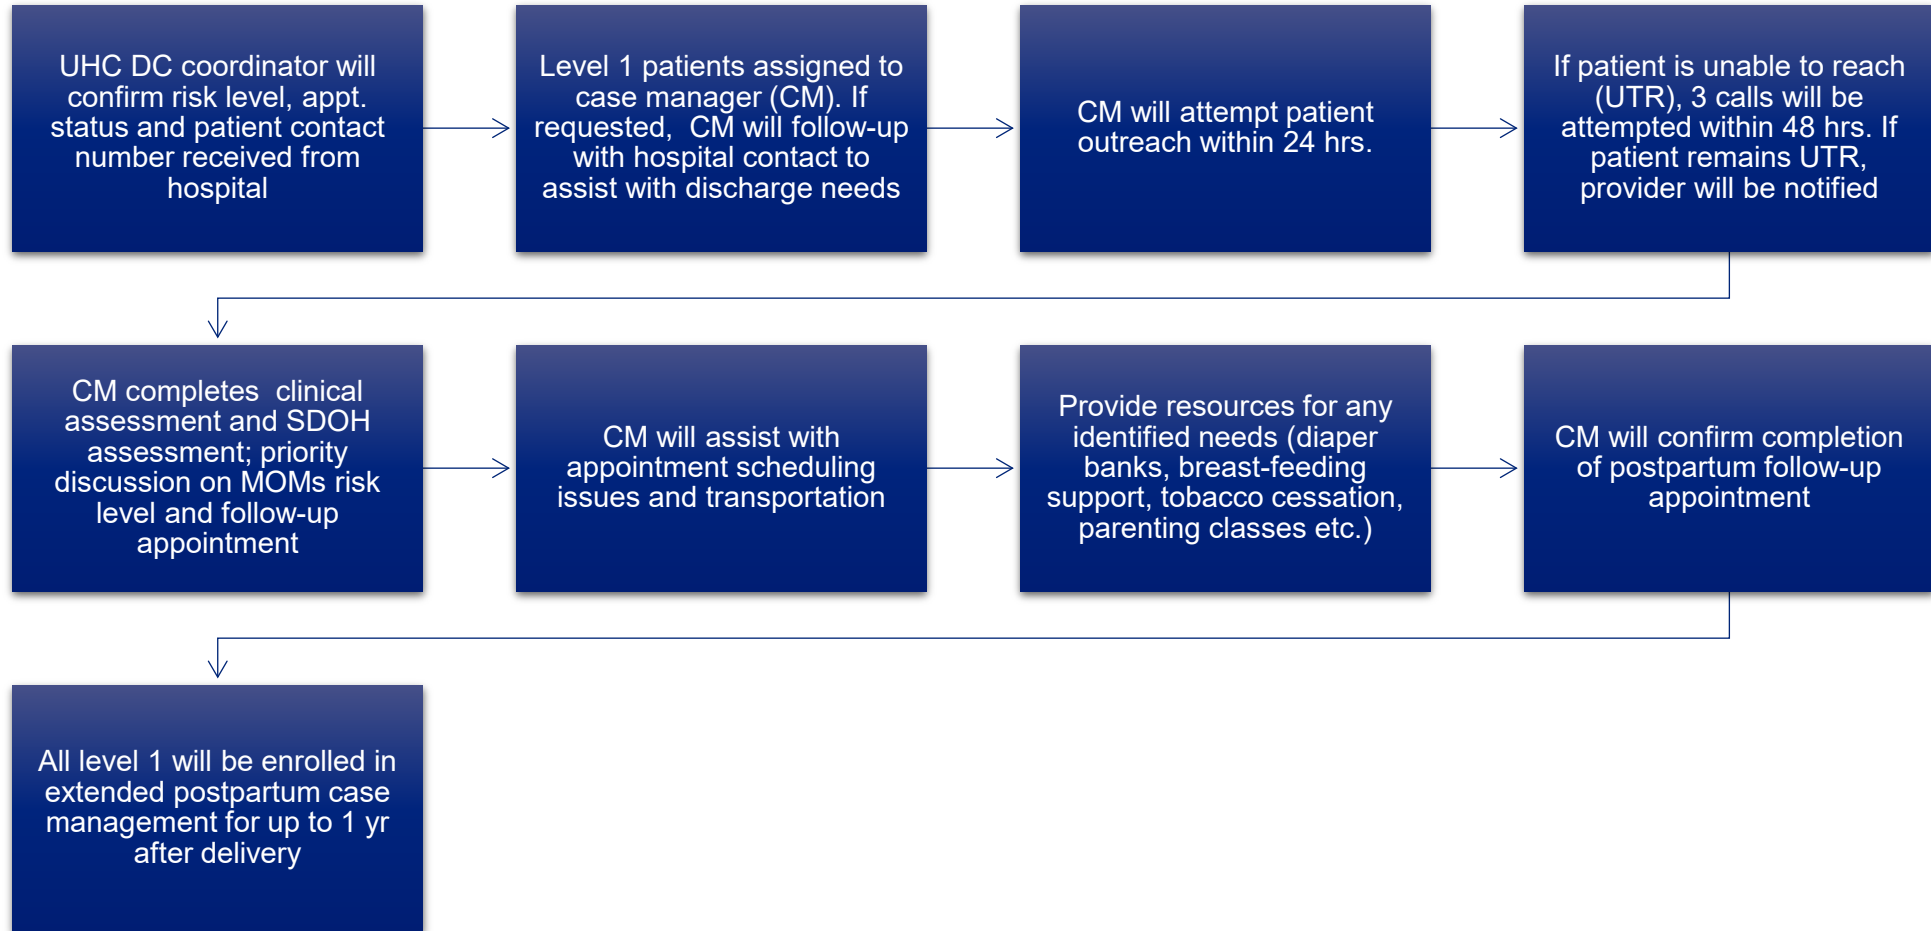 UHC DC coordinator will
confirm risk level, appt.
status and patient contact
number received from
hospital
Level 1 patients assigned to
case manager (CM). If
requested,  CM will follow-up
with hospital contact to
assist with discharge needs
CM will attempt patient
outreach within 24 hrs.
If patient is unable to reach
(UTR), 3 calls will be
attempted within 48 hrs. If
patient remains UTR,
provider will be notified
CM completes  clinical
assessment and SDOH
assessment; priority
discussion on MOMs risk
level and follow-up
appointment
CM will assist with
appointment scheduling
issues and transportation
Provide resources for any
identified needs (diaper
banks, breast-feeding
support, tobacco cessation,
parenting classes etc.)
CM will confirm completion
of postpartum follow-up
appointment
All level 1 will be enrolled in
extended postpartum case
management for up to 1 yr
after delivery